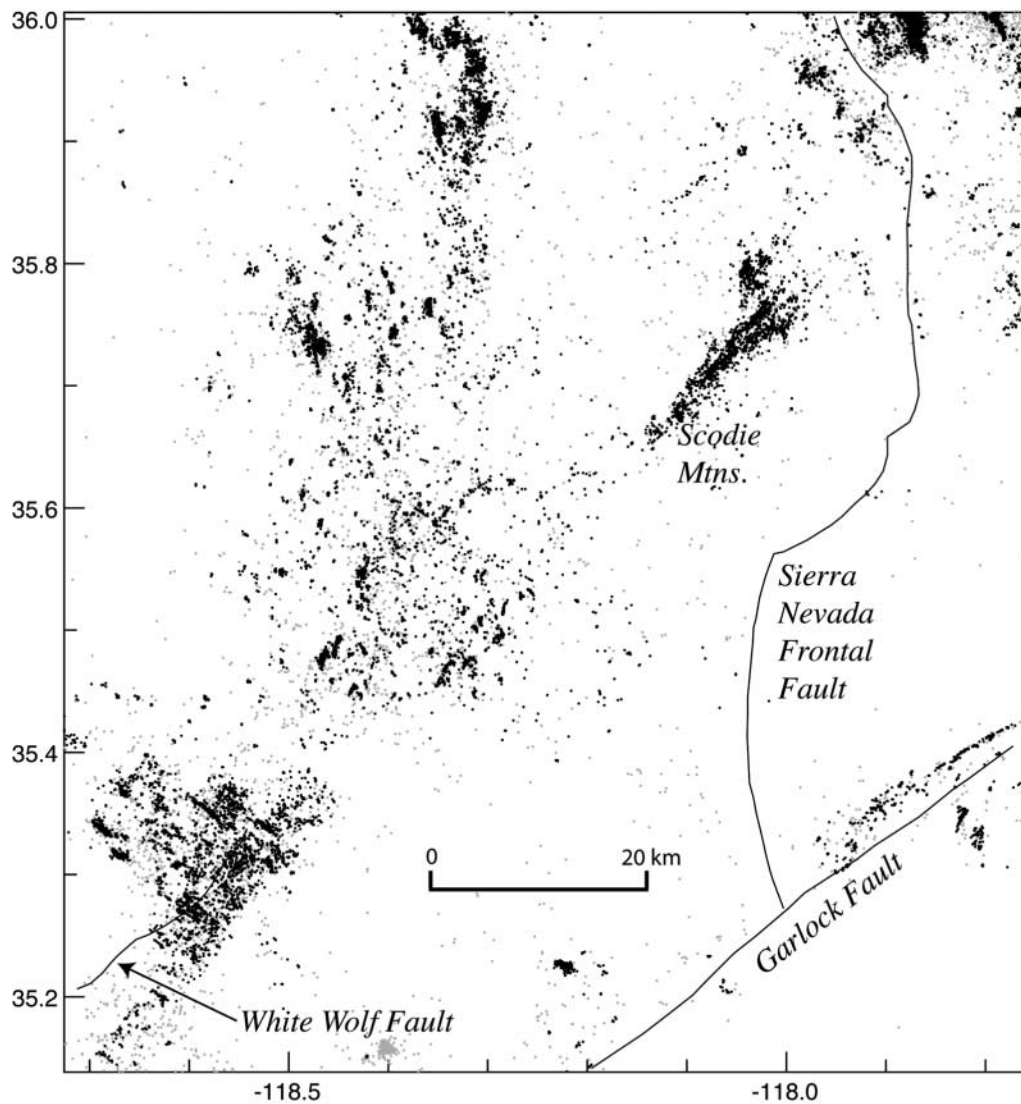 36.0
35.8
Scodie
Mtns.
35.6
Sierra
Nevada
Frontal
Fault
35.4
0 20 km
Garlock Fault
35.2
White Wolf Fault
-118.5 -118.0